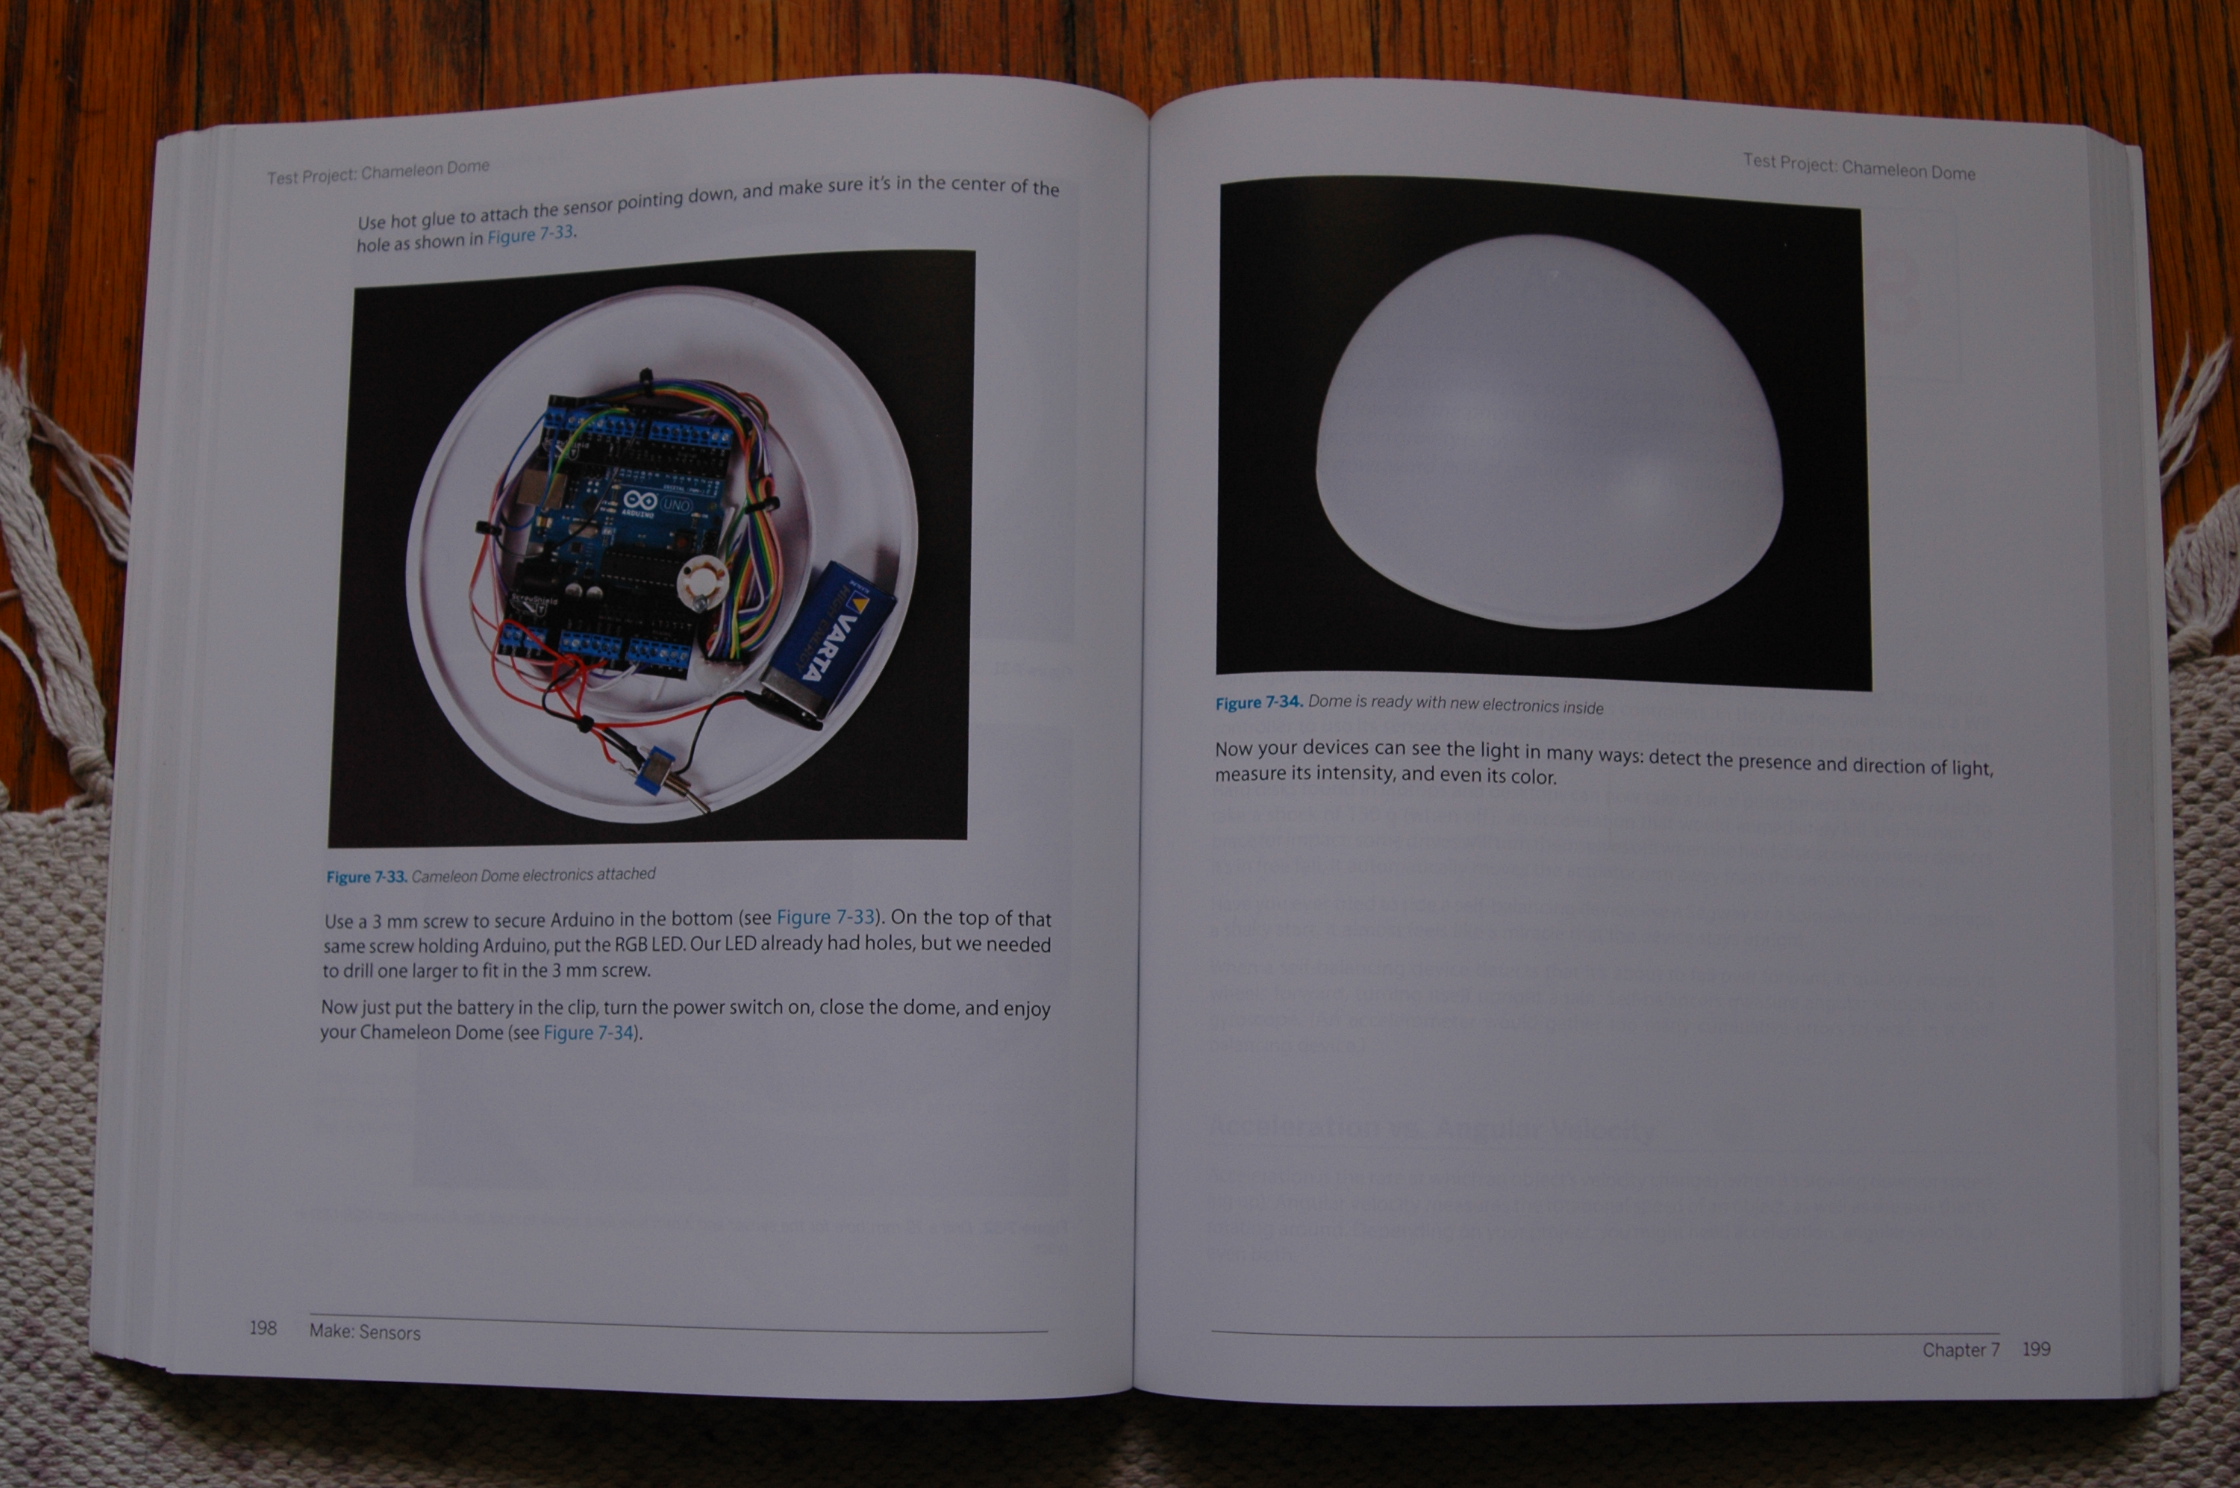 Test Project: Chameleon Dome
Use hot glue to attach the sensor pointing down, and make sure it's in the center of the
hole as shown in Figure 7-33.
VARTA
HIGH ENERGY
UNO
ARDUINO
Figure 7-33. Cameleon Dome electronics attached
Use a 3 mm screw to secure Arduino in the bottom (see Figure 7-33). On the top of that
same screw holding Arduino, put the RGB LED. Our LED already had holes, but we needed
to drill one larger to fit in the 3 mm screw.
Now just put the battery in the clip, turn the power switch on, close the dome, and enjoy
your Chameleon Dome (see Figure 7-34).
198 Make: Sensors
Test Project: Chameleon Dome
Figure 7-34. Dome is ready with new electronics inside
Now your devices can see the light in many ways: detect the presence and direction of light,
measure its intensity, and even its color.
Chapter 7 199